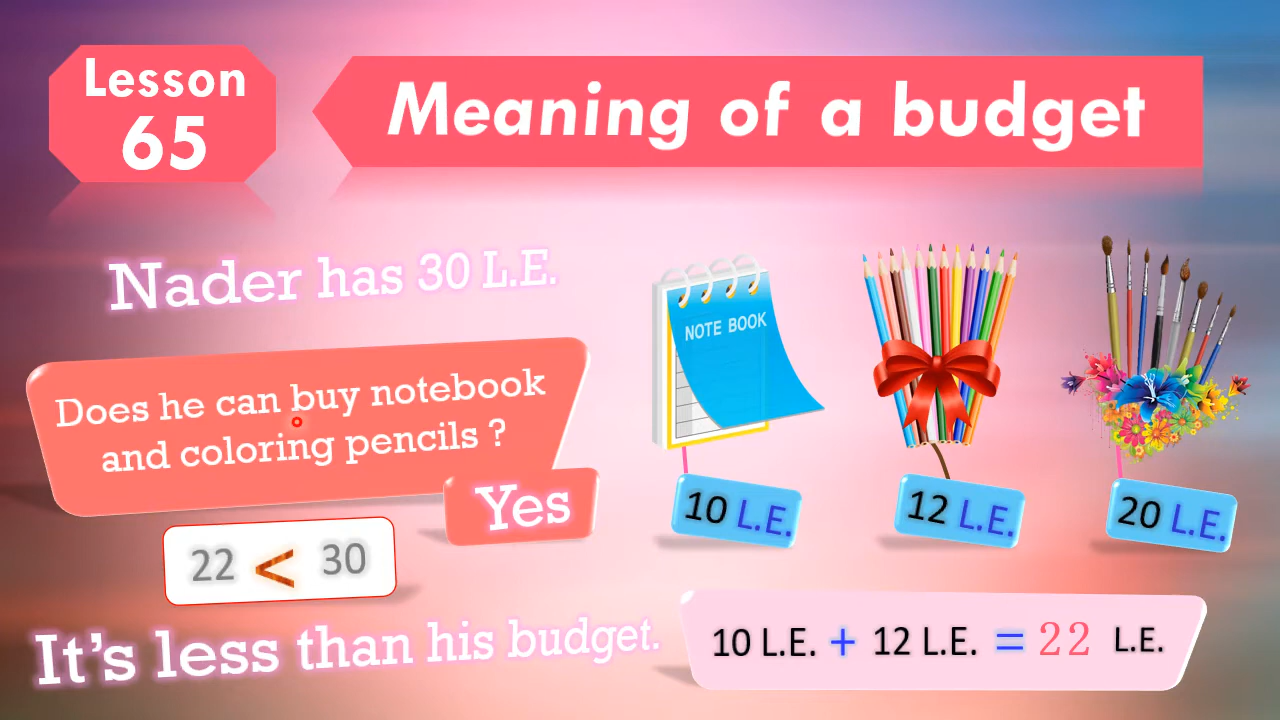 Lesson
65
Meaning of a budget
Nader has 30 L.E.
Does he can buy notebook
and coloring pencils ?
Yes
22 < 30
It's less than his budget.
NOTE BOOK
10 L.E.
12 L.E.
20 L.E.
10 L.E. + 12 L.E. = 22 L.E.